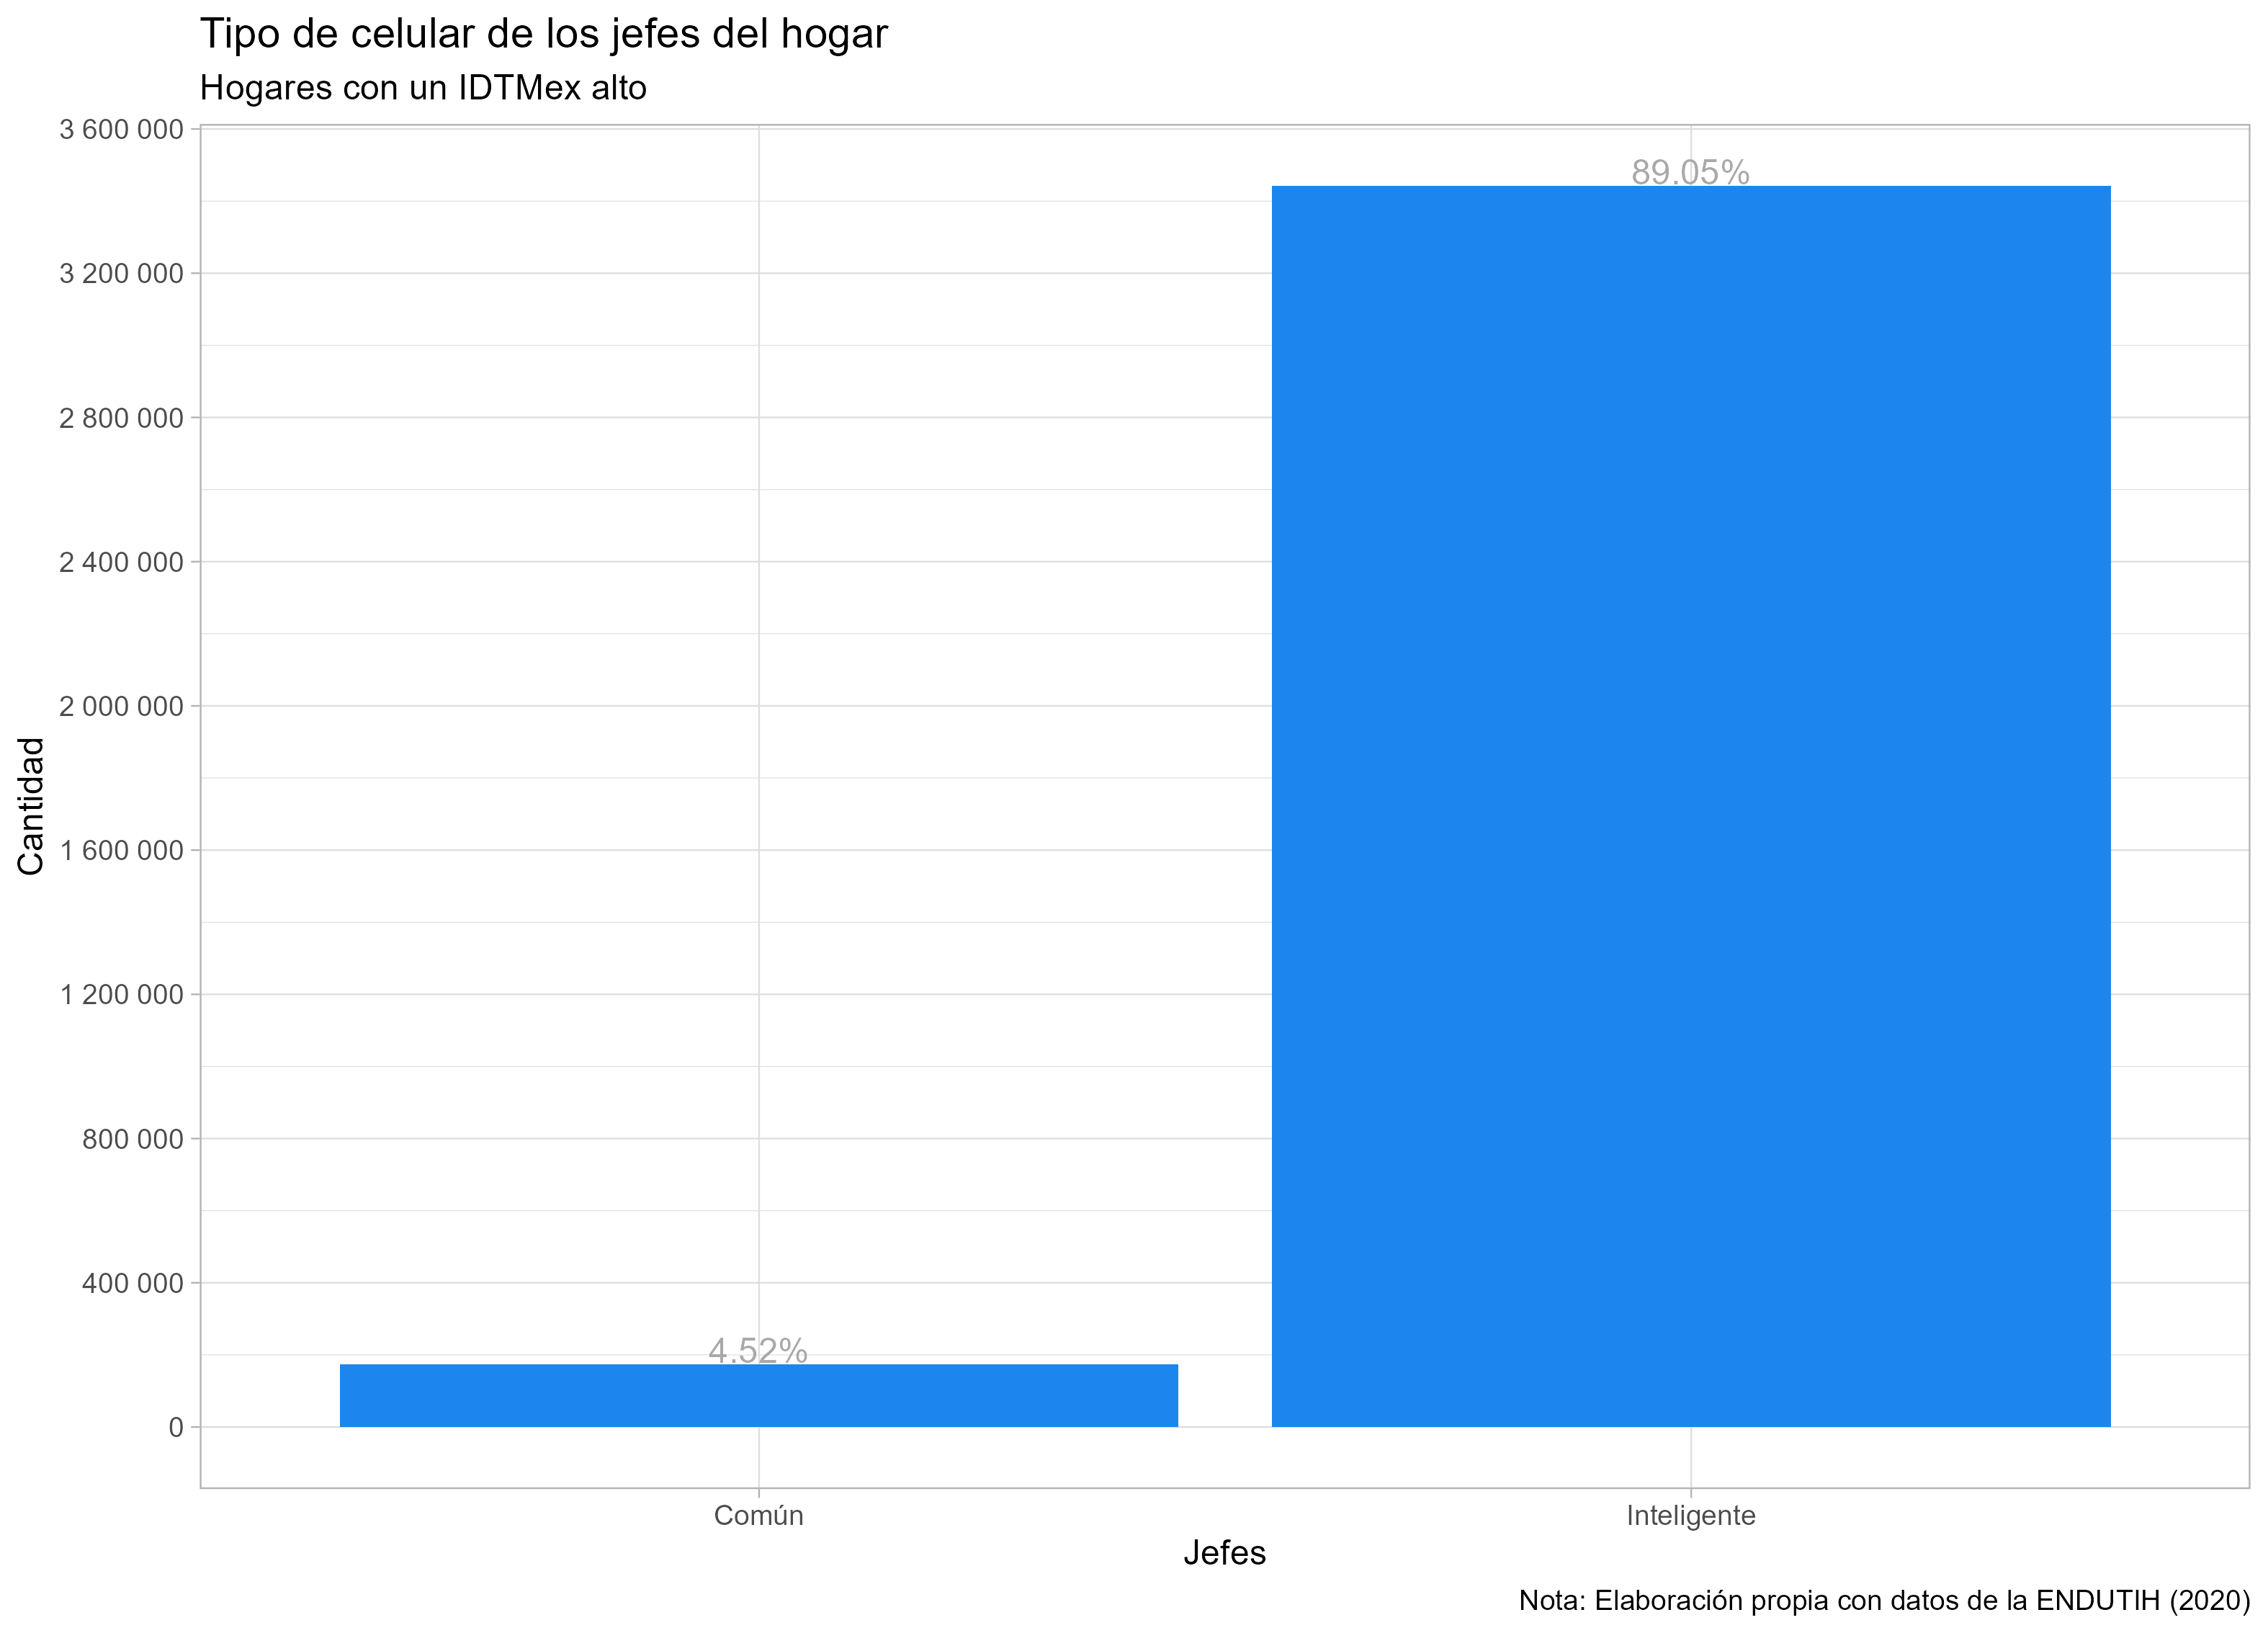 Tipo de celular de los jefes del hogar
Hogares con un IDTMex alto
3 600 000
3 200 000
2 800 000
2 400 000
2 000 000
1 600 000
1 200 000
800 000
400 000
0
Cantidad
89.05%
4.52%
Común
Inteligente
Jefes
Nota: Elaboración propia con datos de la ENDUTIH (2020)